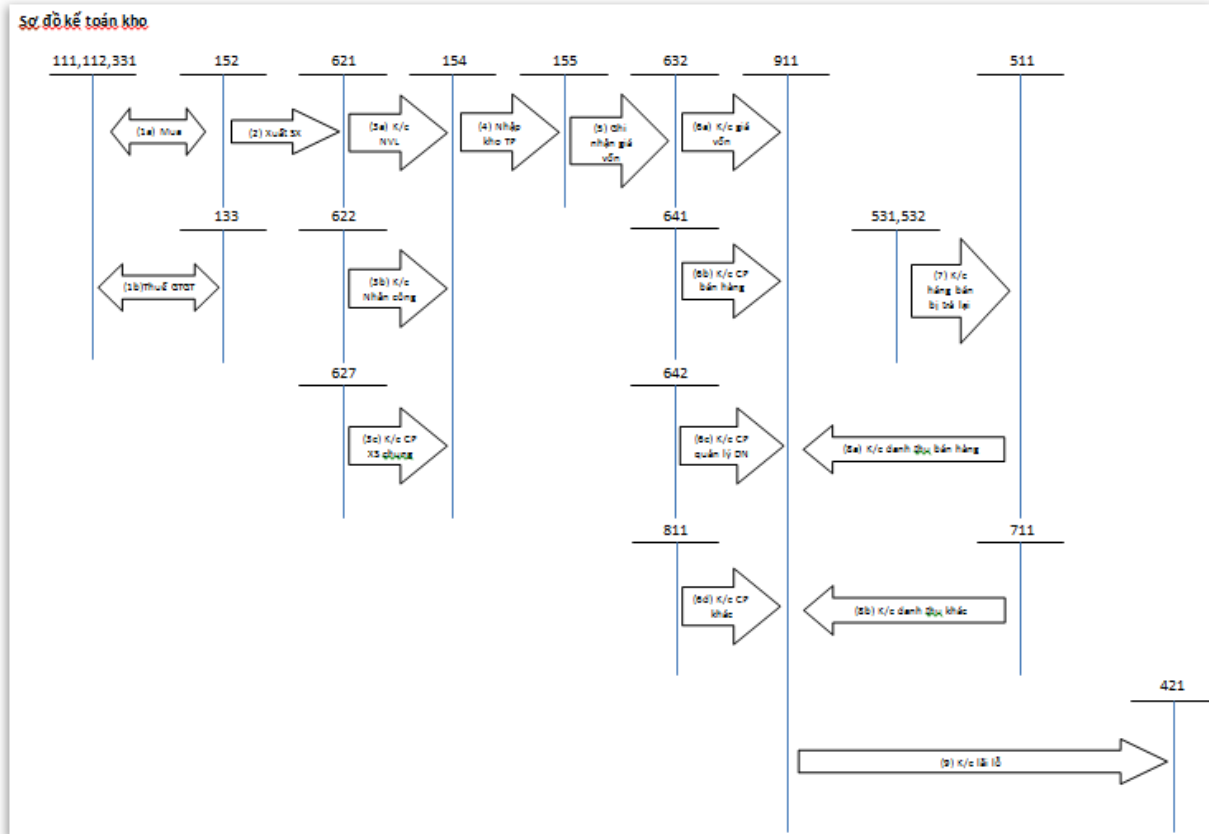 Sơ đồ kế toán kho
111,112,331 152 621 154 155 632 911 511
(1a) Mua
(2) Xuất SX
(3a) K/c
NVL
(4) Nhập
kho TP
(5) Ghi
nhận giá
vốn
(6a) K/c giá
vốn
133 622 641 531,532
(1b)Thuế GTGT
(3b) K/c
Nhân công
(6b) K/c CP
bán hàng
(7) K/c
hàng bán
bị trả lại
627 642
(3c) K/c CP
XS chung
(6c) K/c CP
quản lý DN
(8a) K/c danh thu bán hàng
811 711
(6d) K/c CP
khác
(8b) K/c danh thu khác
421
(9) K/c lãi lỗ